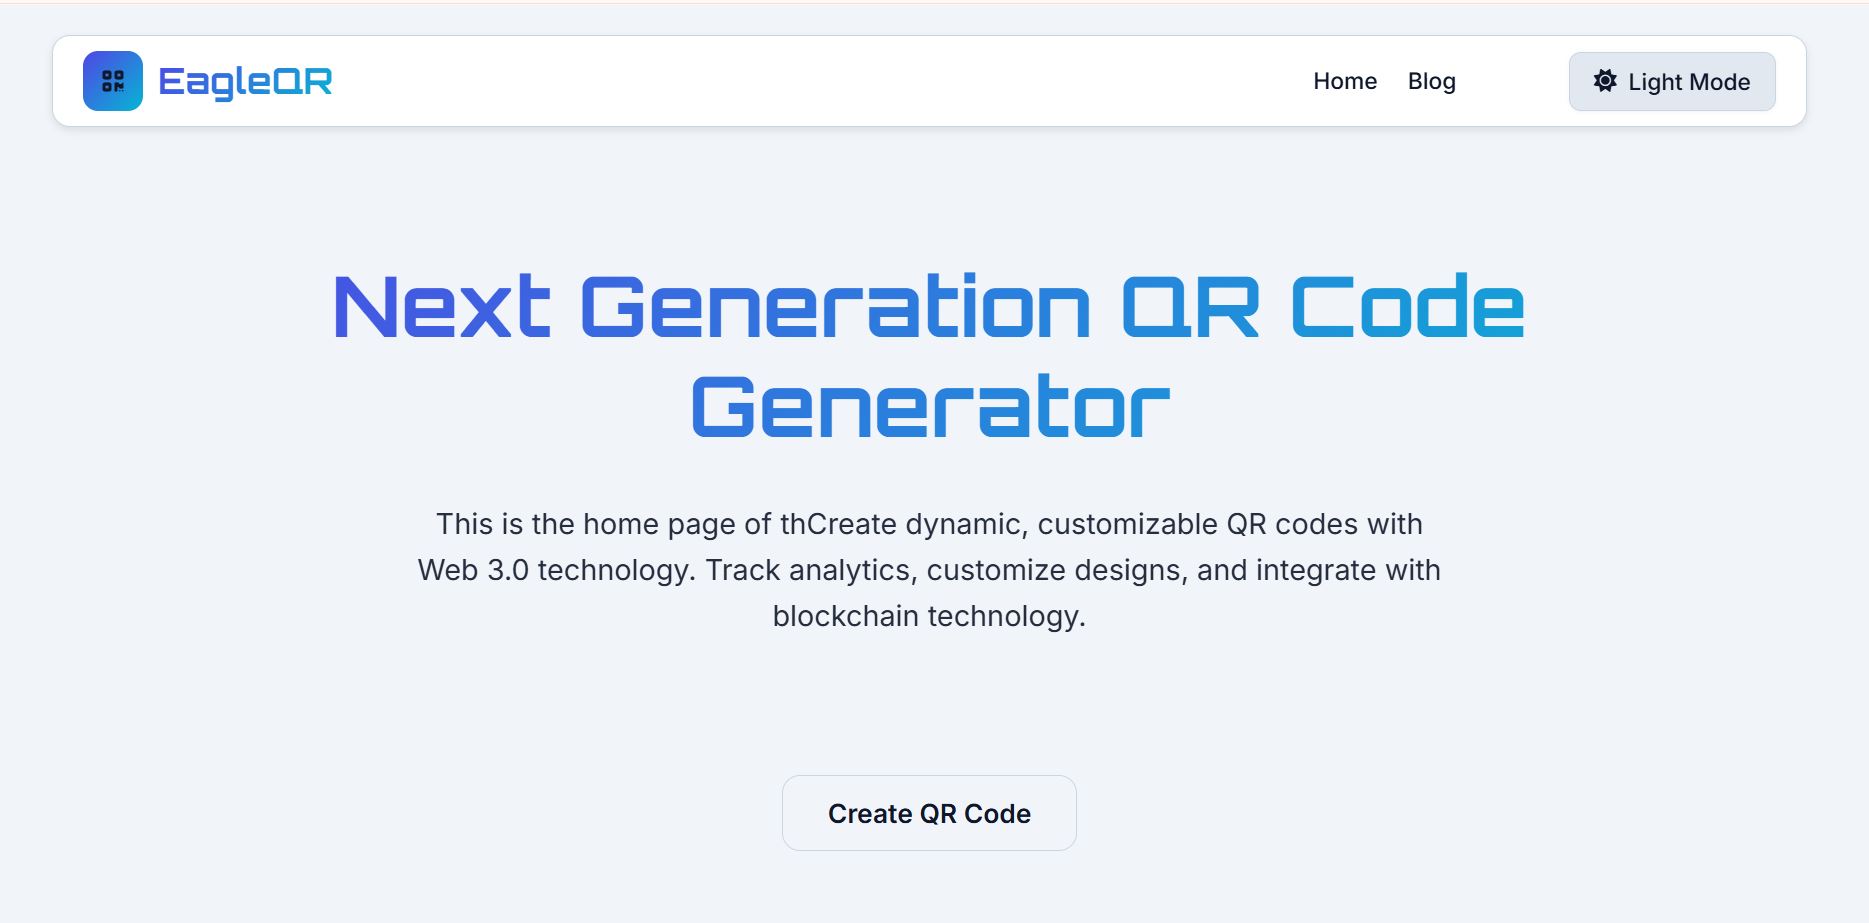 EagleQR
Home
Blog
Light Mode
Next Generation QR Code
Generator
This is the home page of thCreate dynamic, customizable QR codes with
Web 3.0 technology. Track analytics, customize designs, and integrate with
blockchain technology.
Create QR Code